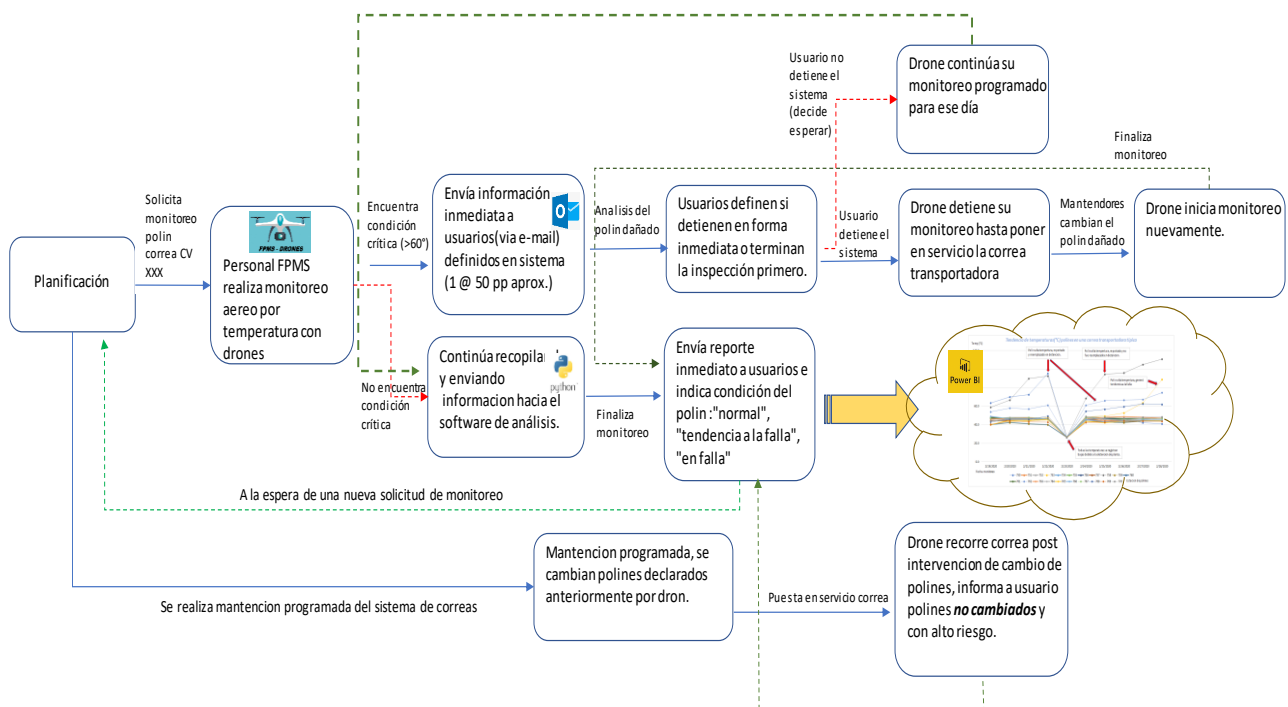 Usuario no
detiene el
sistema
(decide
esperar)
Drone continúa su
monitoreo programado
para ese día
Finaliza
monitoreo
Solicita
monitoreo
polin
correa CV
XXX
FPMS - DRONES
Personal FPMS
realiza monitoreo
aereo por
temperatura con
drones
Planificación
Encuentra
condición
crítica (>60°)
Envía información
inmediata a
usuarios(via e-mail)
definidos en sistema
(1 @ 50 pp aprox.)
Analisis del
polin dañado
Usuarios definen si
detienen en forma
inmediata o terminan
la inspección primero.
Usuario
detiene el
sistema
Drone detiene su
monitoreo hasta poner
en servicio la correa
transportadora
Mantendores
cambian el
polin dañado
Drone inicia monitoreo
nuevamente.
No encuentra
condición
crítica
Continúa recopila
y enviando
informacion hacia el
software de análisis.
python
Finaliza
monitoreo
Envía reporte
inmediato a usuarios e
indica condición del
polin :"normal",
"tendencia a la falla",
"en falla"
Power BI
A la espera de una nueva solicitud de monitoreo
Mantencion programada, se
cambian polines declarados
anteriormente por dron.
Se realiza mantencion programada del sistema de correas
Puesta en servicio correa
Drone recorre correa post
intervencion de cambio de
polines, informa a usuario
polines no cambiados y
con alto riesgo.